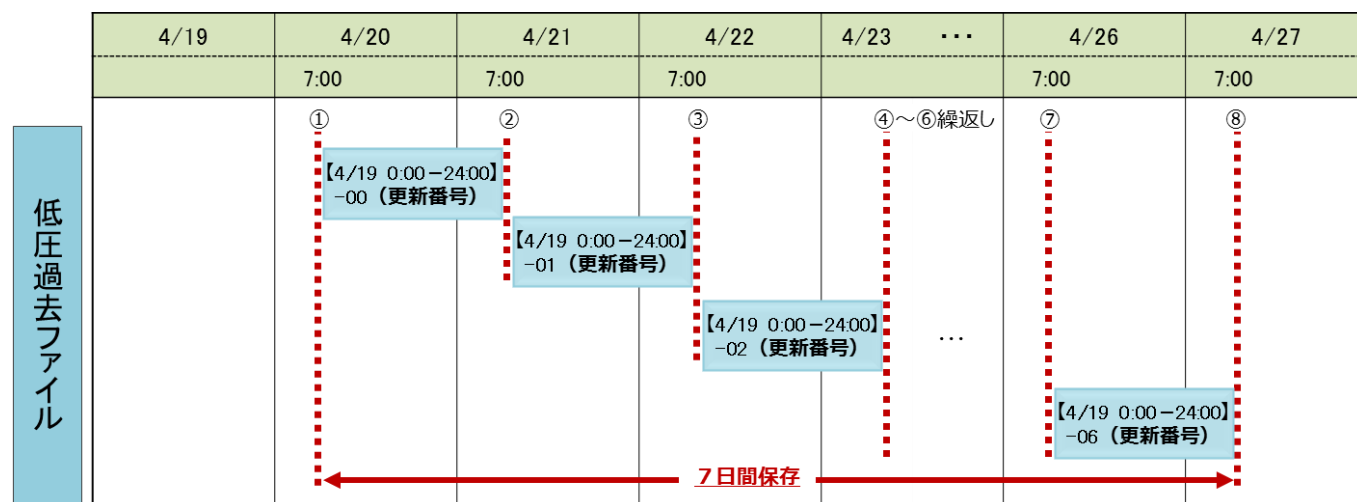 4/19 4/20 4/21 4/22 4/23 ・・・ 4/26 4/27
7:00 7:00 7:00 7:00 7:00
① ② ③ ④～⑥繰返し ⑦ ⑧
低圧過去ファイル
【4/19 0:00－24:00】
－00（更新番号）
【4/19 0:00－24:00】
－01（更新番号）
【4/19 0:00－24:00】
－02（更新番号）
…
【4/19 0:00－24:00】
－06（更新番号）
７日間保存